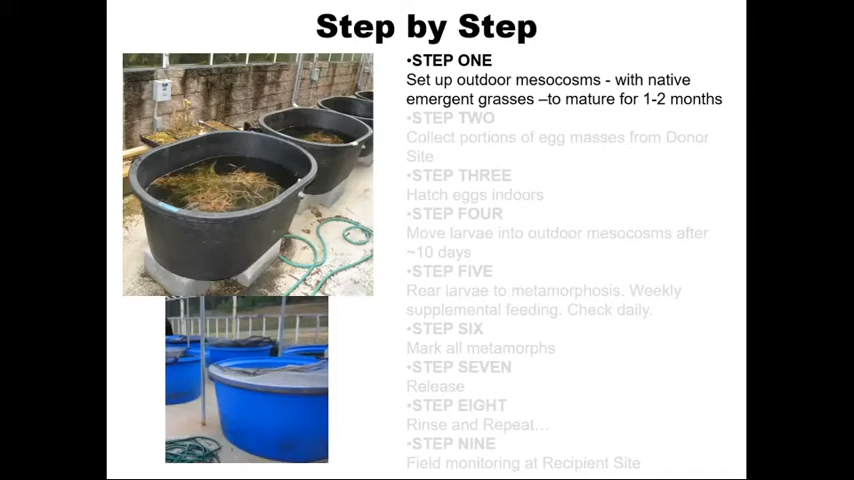 Step by Step
•STEP ONE
Set up outdoor mesocosms - with native
emergent grasses –to mature for 1-2 months
•STEP TWO
Collect portions of egg masses from Donor
Site
•STEP THREE
Hatch eggs indoors
•STEP FOUR
Move larvae into outdoor mesocosms after
~10 days
•STEP FIVE
Rear larvae to metamorphosis. Weekly
supplemental feeding. Check daily.
•STEP SIX
Mark all metamorphs
•STEP SEVEN
Release
•STEP EIGHT
Rinse and Repeat…
•STEP NINE
Field monitoring at Recipient Site